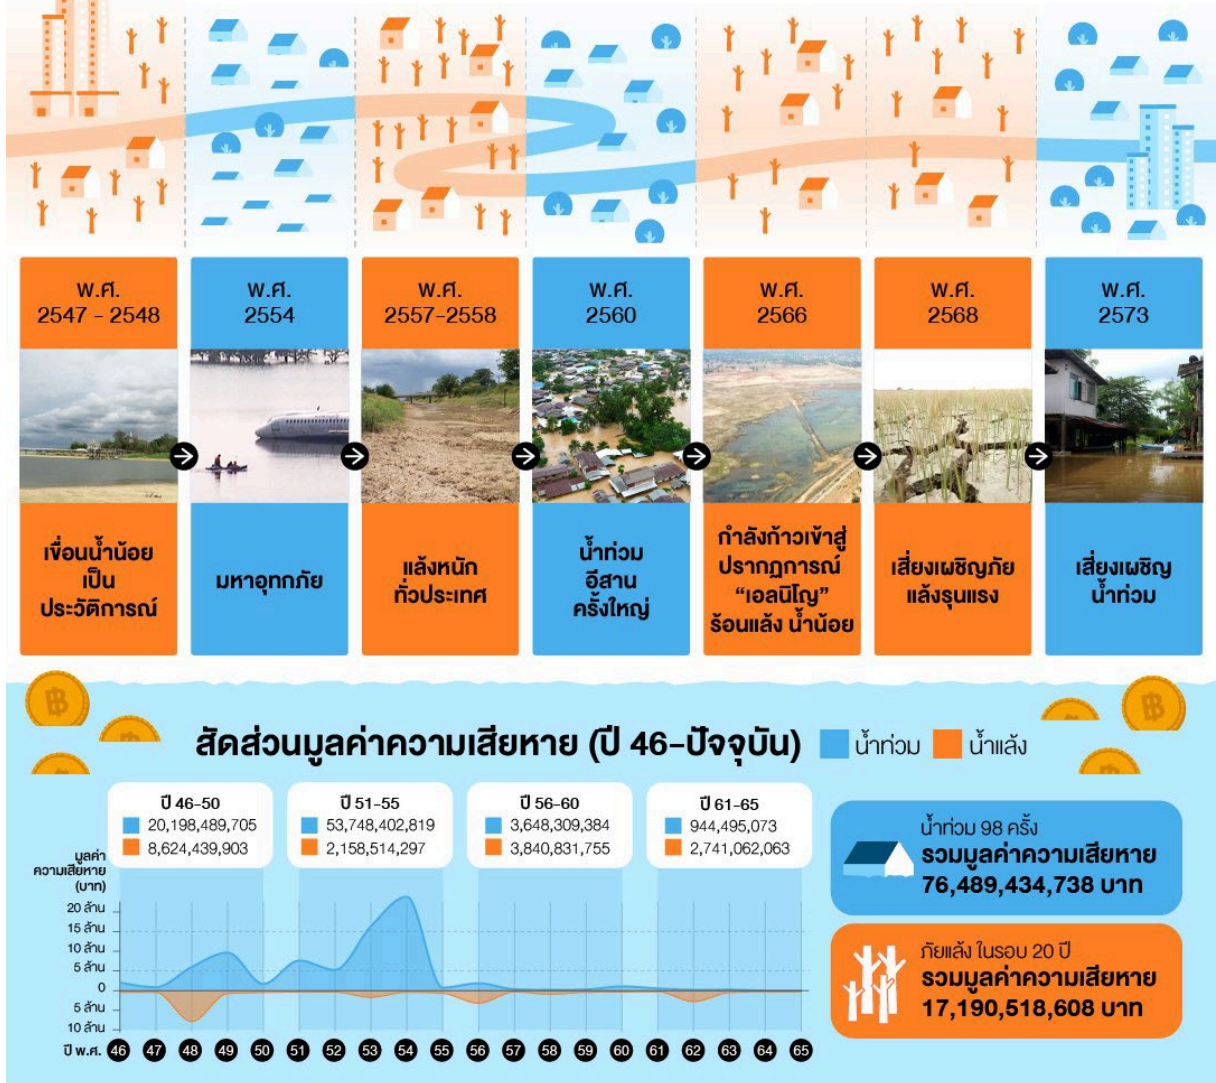 พ.ศ.
2547 - 2548
พ.ศ.
2554
พ.ศ.
2557-2558
พ.ศ.
2560
พ.ศ.
2566
พ.ศ.
2568
พ.ศ.
2573
เขื่อนน้ำน้อย
เป็น
ประวัติการณ์
มหาอุทกภัย
แล้งหนัก
ทั่วประเทศ
น้ำท่วม
อีสาน
ครั้งใหญ่
กำลังก้าวเข้าสู่
ปรากฏการณ์
“เอลนิโญ”
ร้อนแล้ง น้ำน้อย
เสี่ยงเผชิญภัย
แล้งรุนแรง
เสี่ยงเผชิญ
น้ำท่วม
สัดส่วนมูลค่าความเสียหาย (ปี 46-ปัจจุบัน)
น้ำท่วม
น้ำแล้ง
ปี 46-50
20,198,489,705
8,624,439,903
ปี 51-55
53,748,402,819
2,158,514,297
ปี 56-60
3,648,309,384
3,840,831,755
ปี 61-65
944,495,073
2,741,062,063
มูลค่า
ความเสียหาย
(บาท)
20 ล้าน
15 ล้าน
10 ล้าน
5 ล้าน
0
5 ล้าน
10 ล้าน
ปี พ.ศ. 46 47 48 49 50 51 52 53 54 55 56 57 58 59 60 61 62 63 64 65
น้ำท่วม 98 ครั้ง
รวมมูลค่าความเสียหาย
76,489,434,738 บาท
ภัยแล้ง ในรอบ 20 ปี
รวมมูลค่าความเสียหาย
17,190,518,608 บาท